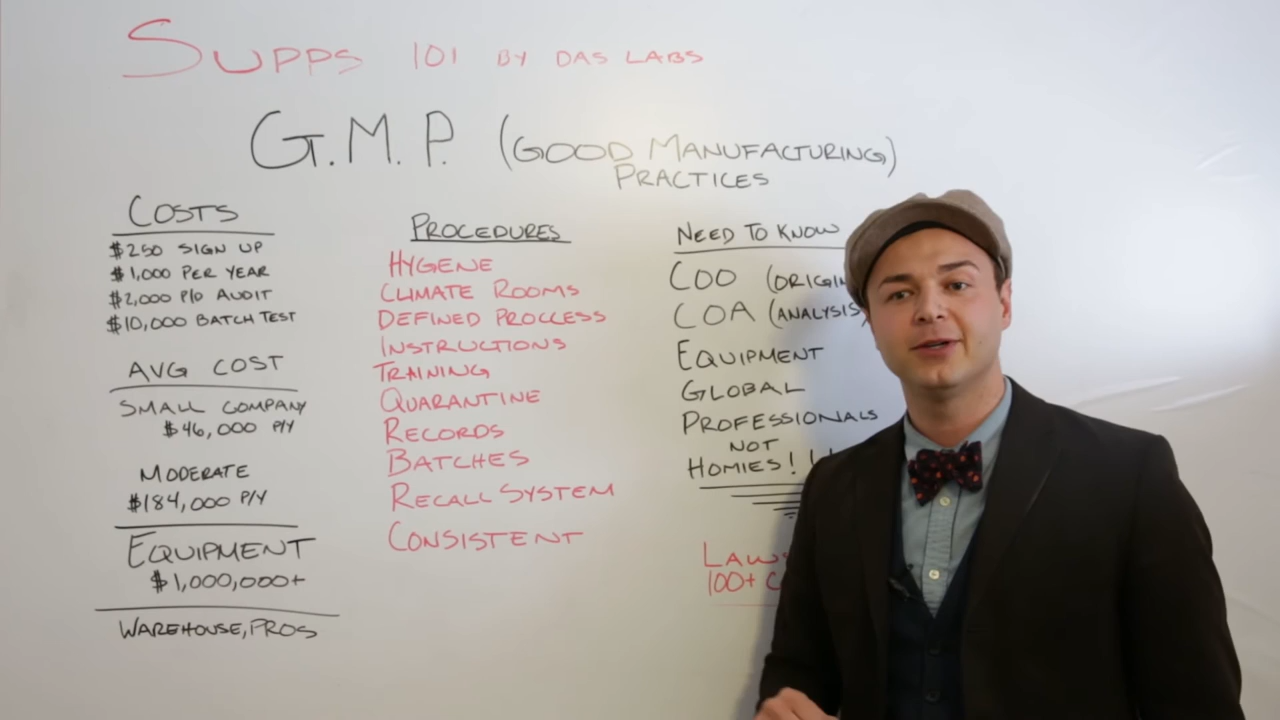 SUPPS 101 BY DAS LABS
G.M.P. (GOOD MANUFACTURING)
PRACTICES
COSTS
$250 SIGN UP
$1,000 PER YEAR
$2,000 P/O AUDIT
$10,000 BATCH TEST
AVG COST
SMALL COMPANY
$46,000 P/Y
MODERATE
$184,000 P/Y
EQUIPMENT
$1,000,000+
WAREHOUSE, PROS
PROCEDURES
HYGENE
CLIMATE ROOMS
DEFINED PROCCESS
INSTRUCTIONS
TRAINING
QUARANTINE
RECORDS
BATCHES
RECALL SYSTEM
CONSISTENT
NEED TO KNOW
COO (ORIGIN
COA (ANALYSIS)
EQUIPMENT
GLOBAL
PROFESSIONALS
NOT
HOMIES!
100+